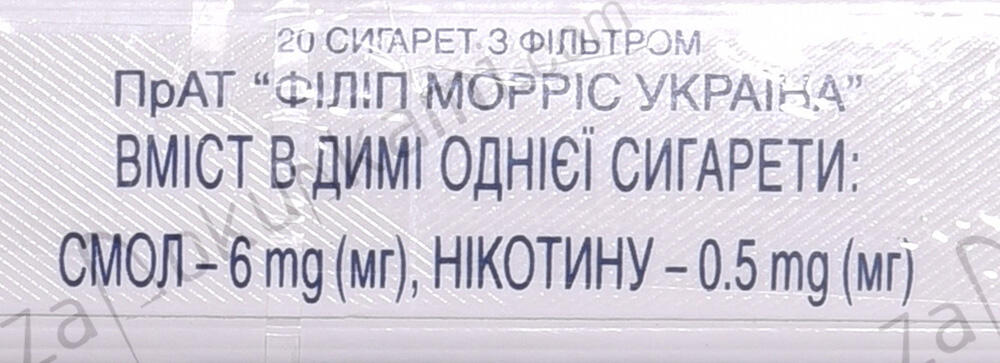 20 СИГАРЕТ З ФІЛЬТРОМ
ПрАТ “ФІЛІП МОРРІС УКРАЇНА”
ВМІСТ В ДИМІ ОДНІЄЇ СИГАРЕТИ:
СМОЛ – 6 mg (мг), НІКОТИНУ – 0.5 mg (мг)